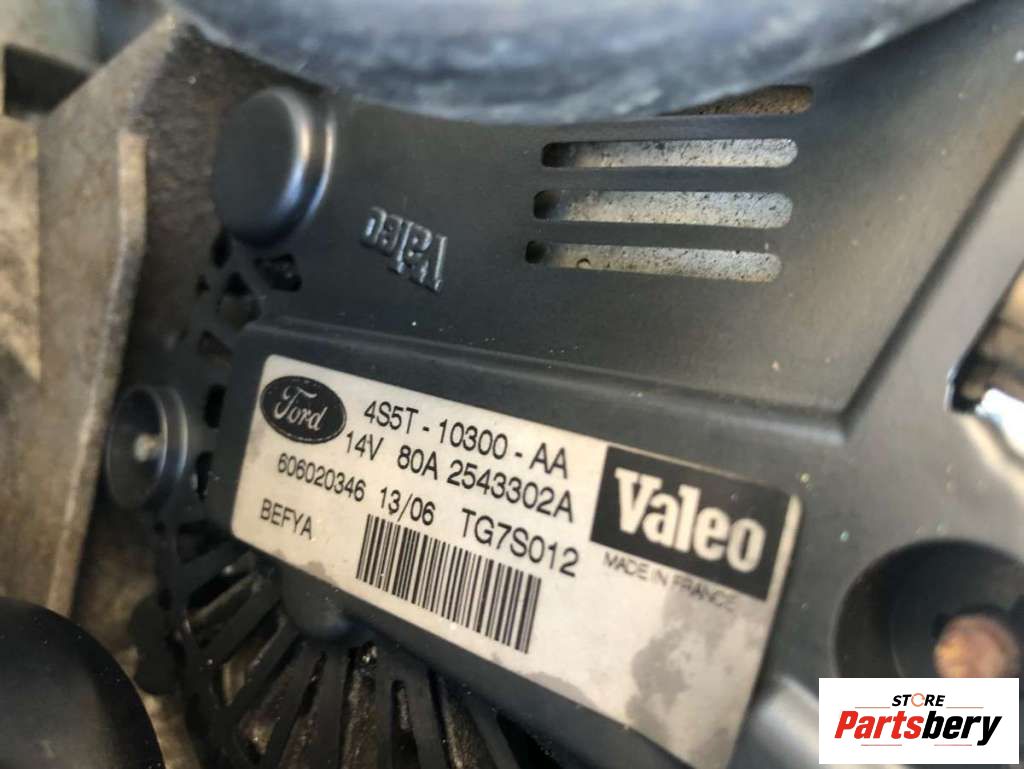 Valeo
Ford
4S5T-10300-AA
14V 80A 2543302A
606020346 13/06 TG7S012
BEFYA
Valeo
MADE IN FRANCE
STORE
Partsbery